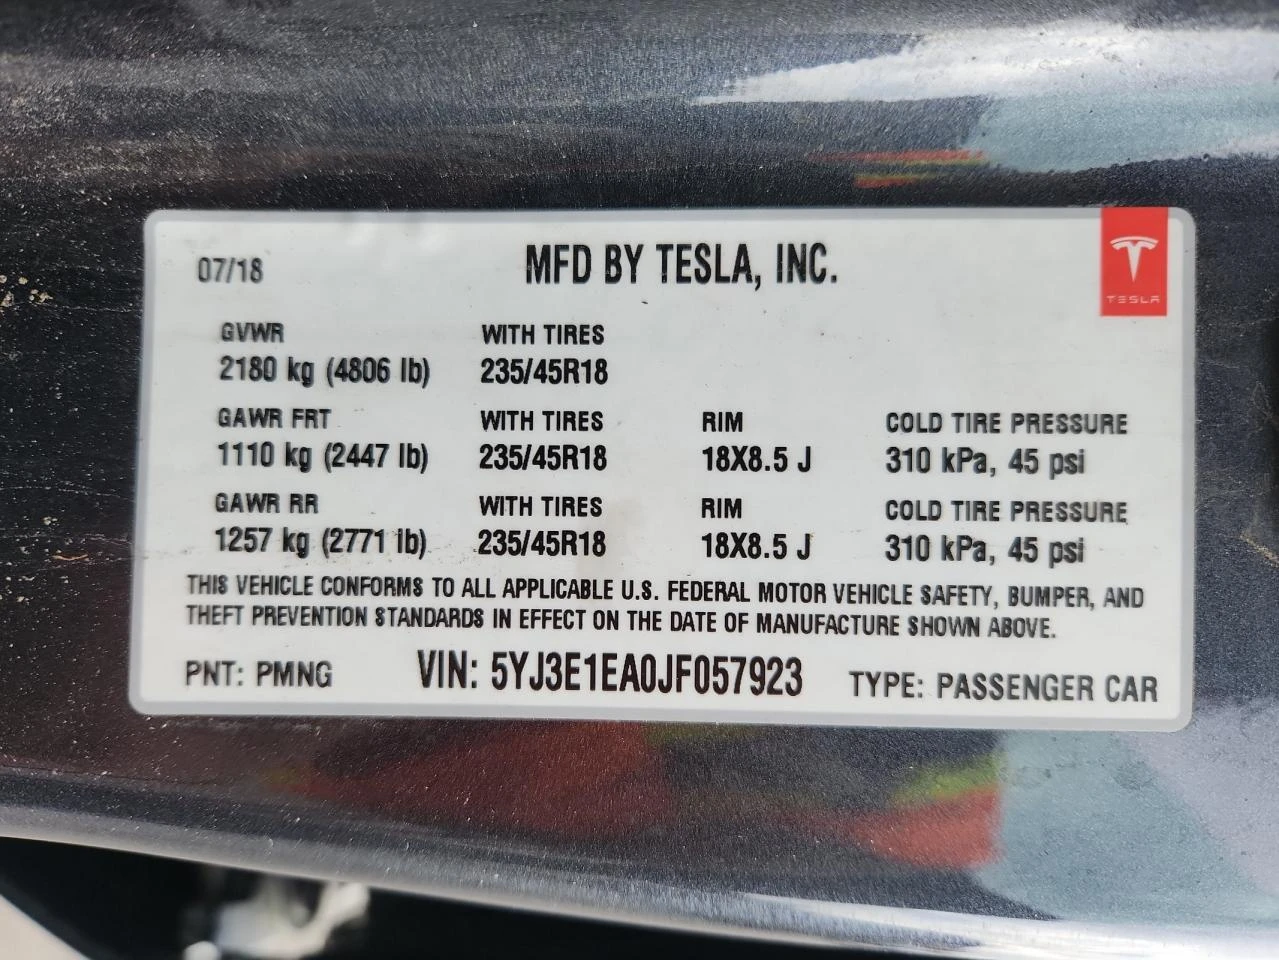 07/18 MFD BY TESLA, INC.
TESLA
GVWR WITH TIRES
2180 kg (4806 lb) 235/45R18
GAWR FRT WITH TIRES RIM COLD TIRE PRESSURE
1110 kg (2447 lb) 235/45R18 18X8.5 J 310 kPa, 45 psi
GAWR RR WITH TIRES RIM COLD TIRE PRESSURE
1257 kg (2771 lb) 235/45R18 18X8.5 J 310 kPa, 45 psi
THIS VEHICLE CONFORMS TO ALL APPLICABLE U.S. FEDERAL MOTOR VEHICLE SAFETY, BUMPER, AND
THEFT PREVENTION STANDARDS IN EFFECT ON THE DATE OF MANUFACTURE SHOWN ABOVE.
PNT: PMNG VIN: 5YJ3E1EA0JF057923 TYPE: PASSENGER CAR